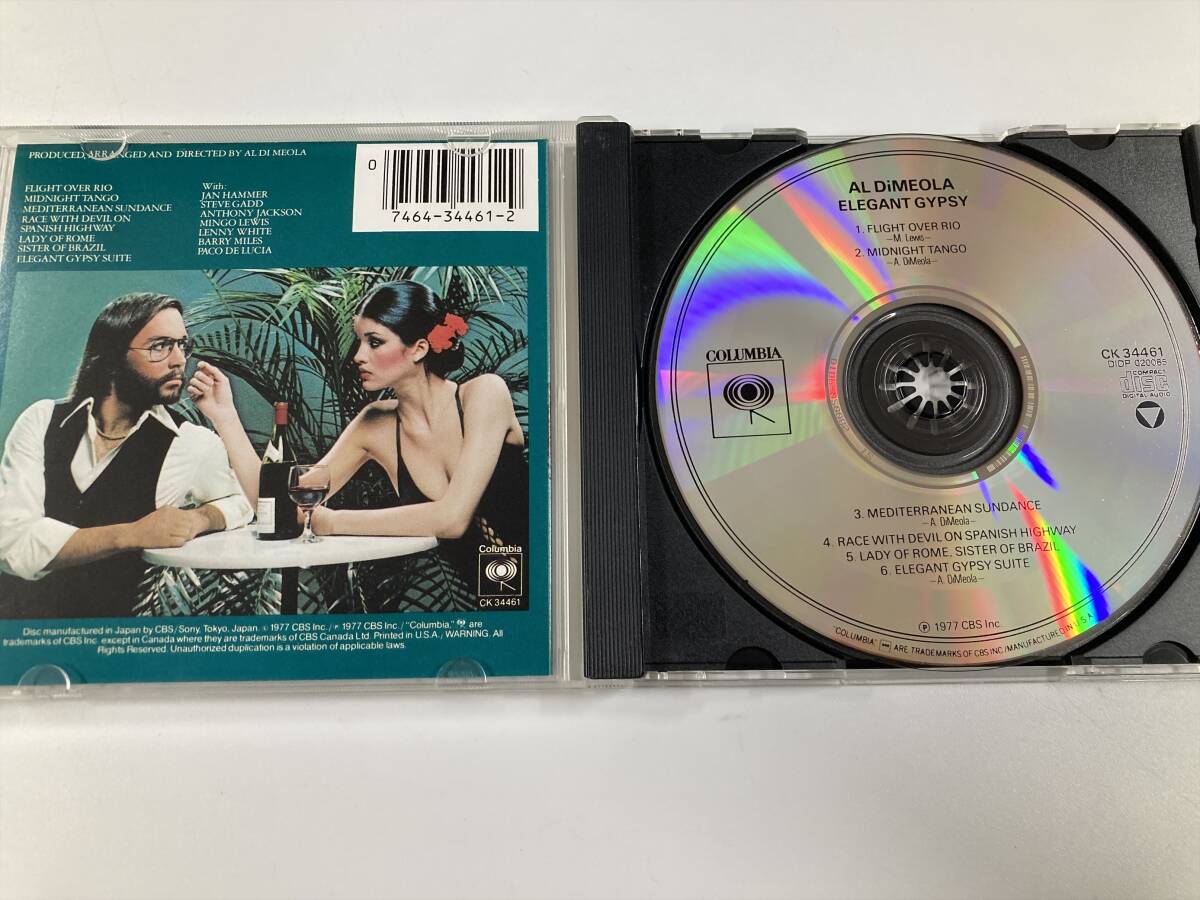 PRODUCED, ARRANGED AND DIRECTED BY AL DI MEOLA
FLIGHT OVER RIO
MIDNIGHT TANGO
MEDITERRANEAN SUNDANCE
RACE WITH DEVIL ON
SPANISH HIGHWAY
LADY OF ROME,
SISTER OF BRAZIL
ELEGANT GYPSY SUITE
With:
JAN HAMMER
STEVE GADD
ANTHONY JACKSON
MINGO LEWIS
LENNY WHITE
BARRY MILES
PACO DE LUCIA
0
7464-34461-2
Columbia
CK 34461
Disc manufactured in Japan by CBS/Sony, Tokyo, Japan. © 1977 CBS Inc./ ℗ 1977 CBS Inc./ "Columbia," are
trademarks of CBS Inc. except in Canada where they are trademarks of CBS Canada Ltd. Printed in U.S.A./ WARNING: All
Rights Reserved. Unauthorized duplication is a violation of applicable laws.
AL DiMEOLA
ELEGANT GYPSY
1. FLIGHT OVER RIO
—M. Lewis—
2. MIDNIGHT TANGO
—A. DiMeola—
COLUMBIA
CK 34461
DIDP 020065
COMPACT
disc
DIGITAL AUDIO
3. MEDITERRANEAN SUNDANCE
—A. DiMeola—
4. RACE WITH DEVIL ON SPANISH HIGHWAY
5. LADY OF ROME, SISTER OF BRAZIL
6. ELEGANT GYPSY SUITE
—A. DiMeola—
℗ 1977 CBS Inc.
"COLUMBIA" ARE TRADEMARKS OF CBS INC./MANUFACTURED IN U.S.A.